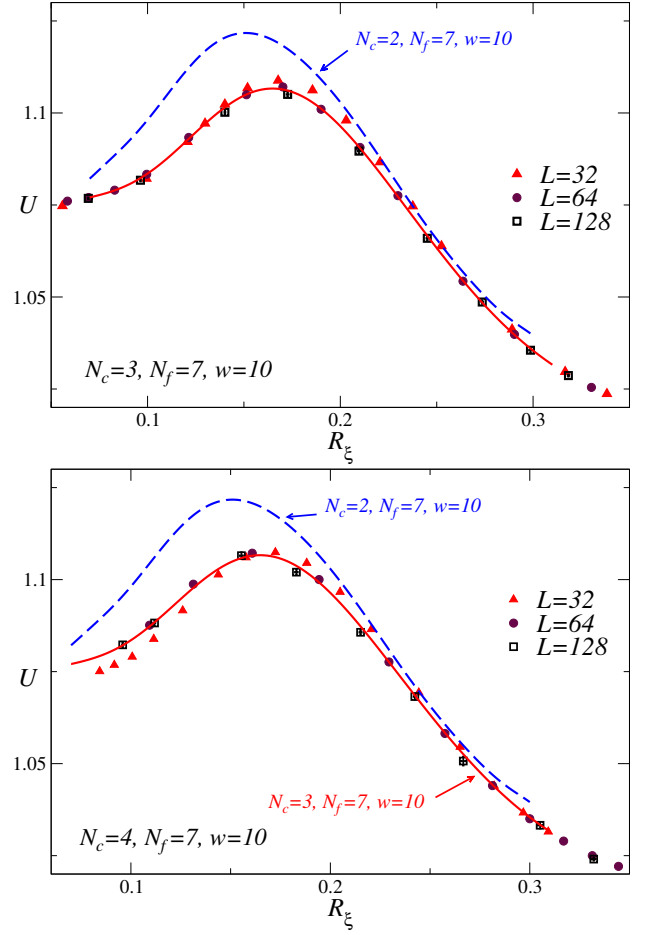 N_c=2, N_f=7, w=10
1.1
L=32
L=64
U
L=128
1.05
N_c=3, N_f=7, w=10
0.1 0.2 0.3
R_ξ
N_c=2, N_f=7, w=10
1.1
L=32
L=64
U
L=128
1.05
N_c=3, N_f=7, w=10
N_c=4, N_f=7, w=10
0.1 0.2 0.3
R_ξ